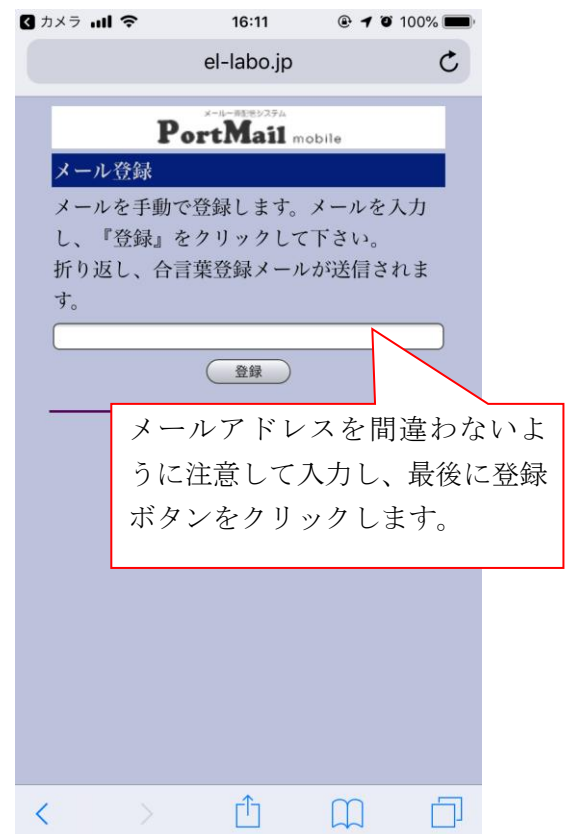 カメラ 16:11 100%
el-labo.jp
メール一斉配信システム
PortMail mobile
メール登録
メールを手動で登録します。メールを入力
し、『登録』をクリックして下さい。
折り返し、合言葉登録メールが送信されま
す。
登録
メールアドレスを間違わないよ
うに注意して入力し、最後に登録
ボタンをクリックします。